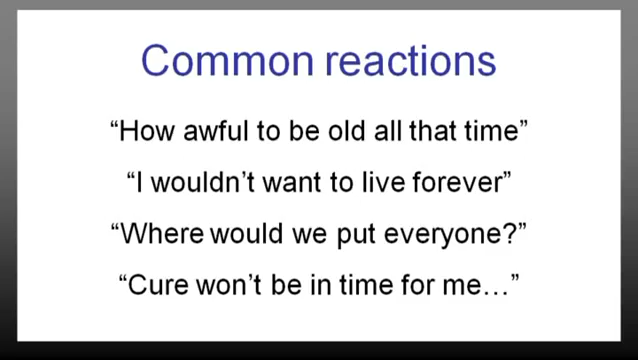 Common reactions
“How awful to be old all that time”
“I wouldn’t want to live forever”
“Where would we put everyone?”
“Cure won’t be in time for me…”